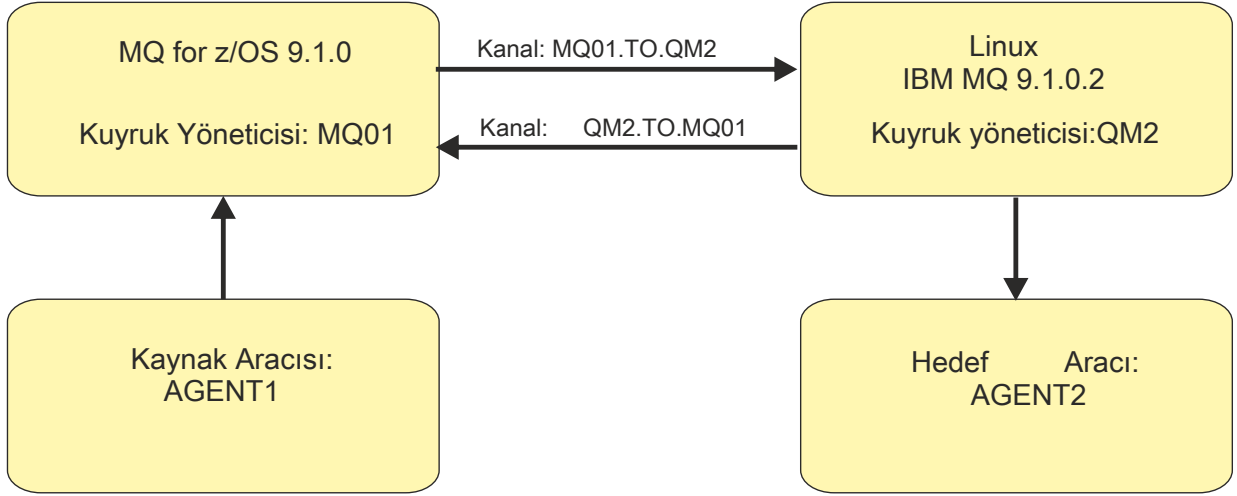 MQ for z/OS 9.1.0
Kuyruk Yöneticisi: MQ01
Kanal: MQ01.TO.QM2
Kanal: QM2.TO.MQ01
Linux
IBM MQ 9.1.0.2
Kuyruk yöneticisi:QM2
Kaynak Aracısı:
AGENT1
Hedef Aracı:
AGENT2